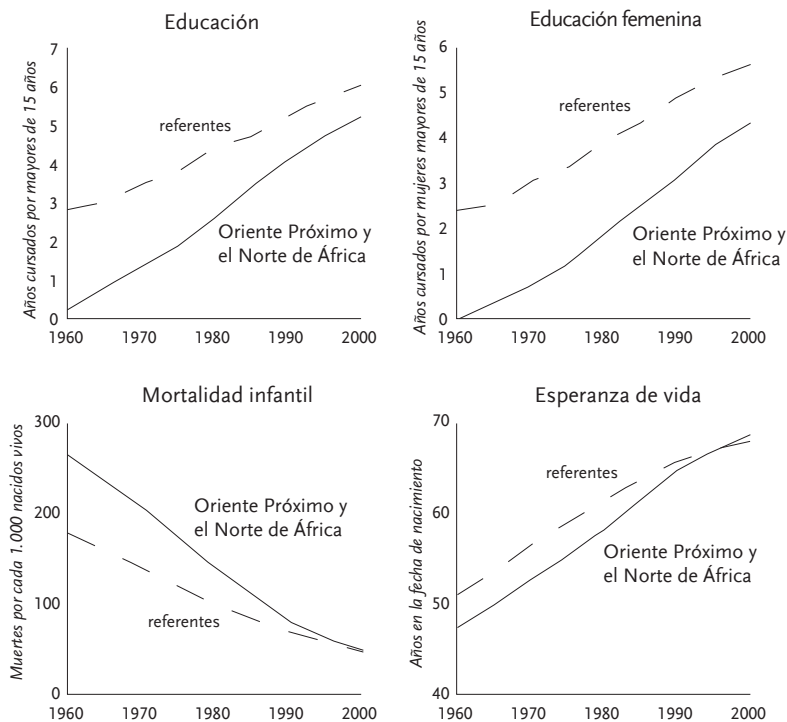 Educación
Años cursados por mayores de 15 años
7
6
5
4
3
2
1
0
referentes
Oriente Próximo y
el Norte de África
1960 1970 1980 1990 2000
Educación femenina
Años cursados por mujeres mayores de 15 años
6
5
4
3
2
1
0
referentes
Oriente Próximo y
el Norte de África
1960 1970 1980 1990 2000
Mortalidad infantil
Muertes por cada 1.000 nacidos vivos
300
200
100
0
Oriente Próximo y
el Norte de África
referentes
1960 1970 1980 1990 2000
Esperanza de vida
Años en la fecha de nacimiento
70
60
50
40
referentes
Oriente Próximo y
el Norte de África
1960 1970 1980 1990 2000